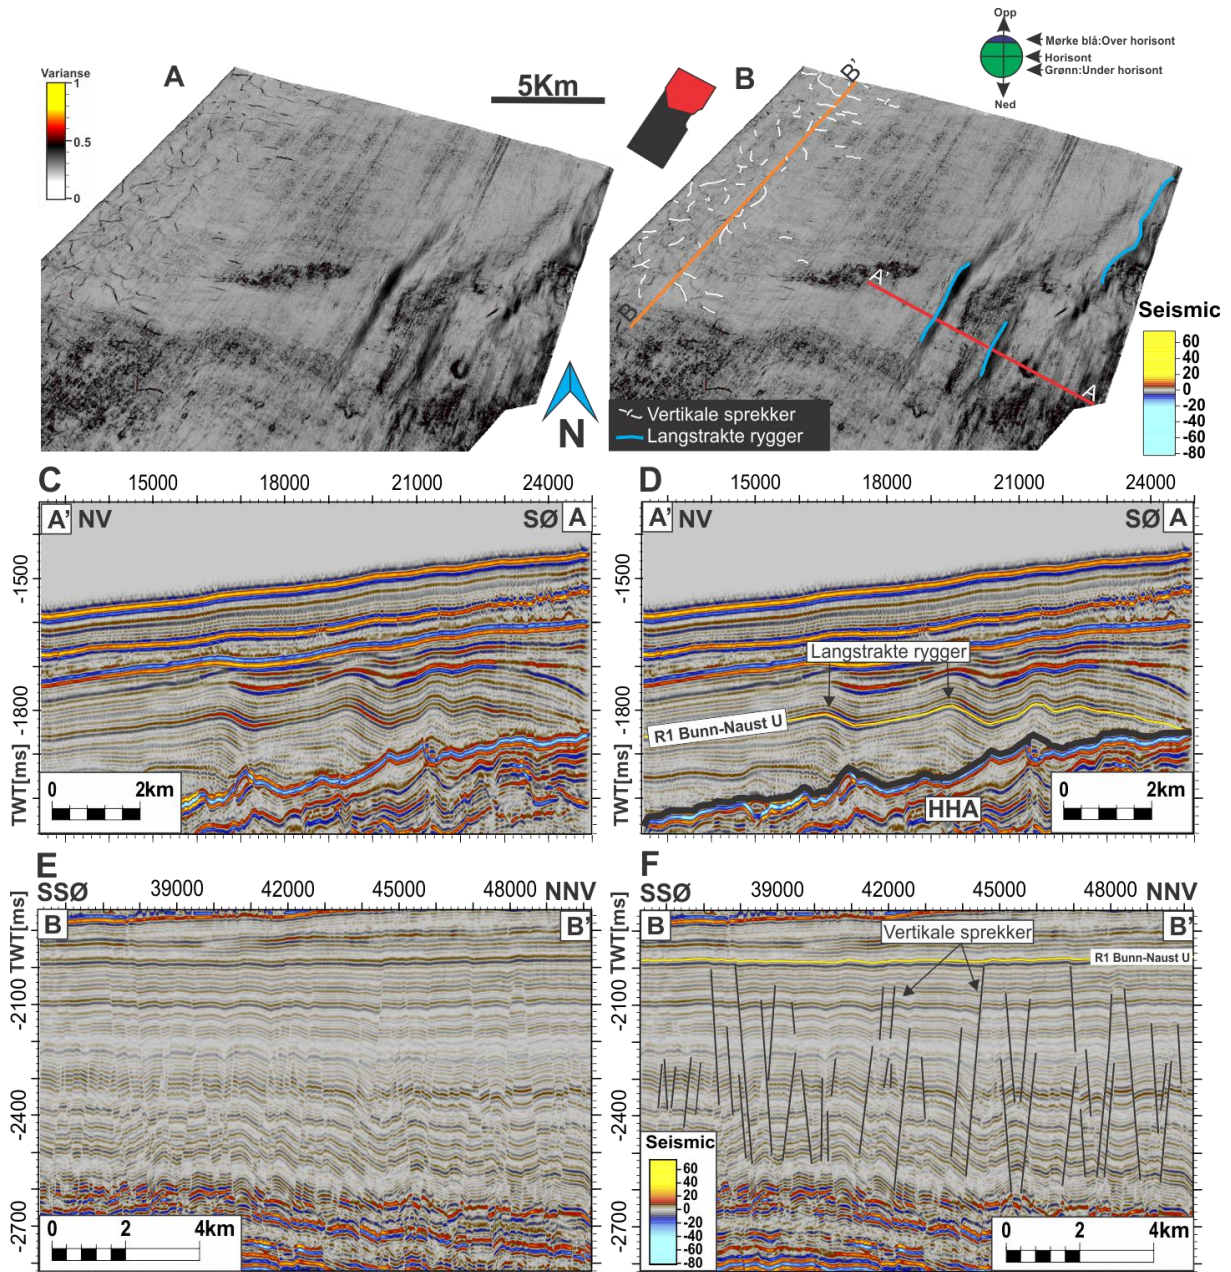 Varianse
1
0.5
0
A
5Km
B
Opp
Mørke blå:Over horisont
Horisont
Grønn:Under horisont
Ned
B'
B
A'
A
Seismic
60
40
20
0
-20
-40
-60
-80
N
Vertikale sprekker
Langstrakte rygger
C
15000 18000 21000 24000
A' NV SØ A
-1500
-1800
TWT[ms]
0 2km
D
15000 18000 21000 24000
A' NV SØ A
-1500
-1800
TWT[ms]
Langstrakte rygger
R1 Bunn-Naust U
HHA
0 2km
E
SSØ 39000 42000 45000 48000 NNV
B B'
TWT[ms]
-2100
-2400
-2700
0 2 4km
F
SSØ 39000 42000 45000 48000 NNV
B B'
TWT[ms]
-2100
-2400
-2700
Vertikale sprekker
R1 Bunn-Naust U
Seismic
60
40
20
0
-20
-40
-60
-80
0 2 4km